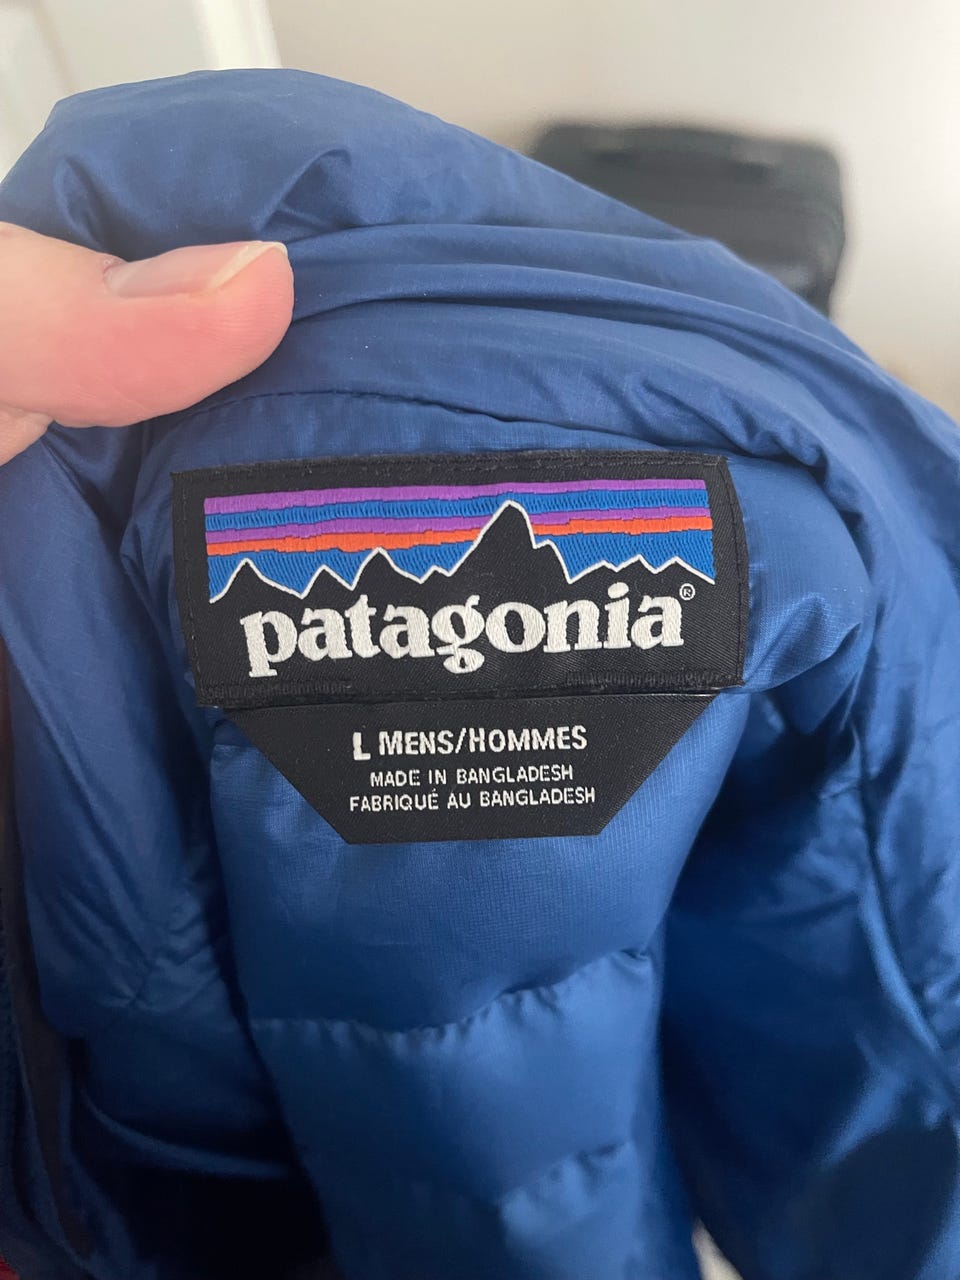 patagonia®
L MENS/HOMMES
MADE IN BANGLADESH
FABRIQUÉ AU BANGLADESH